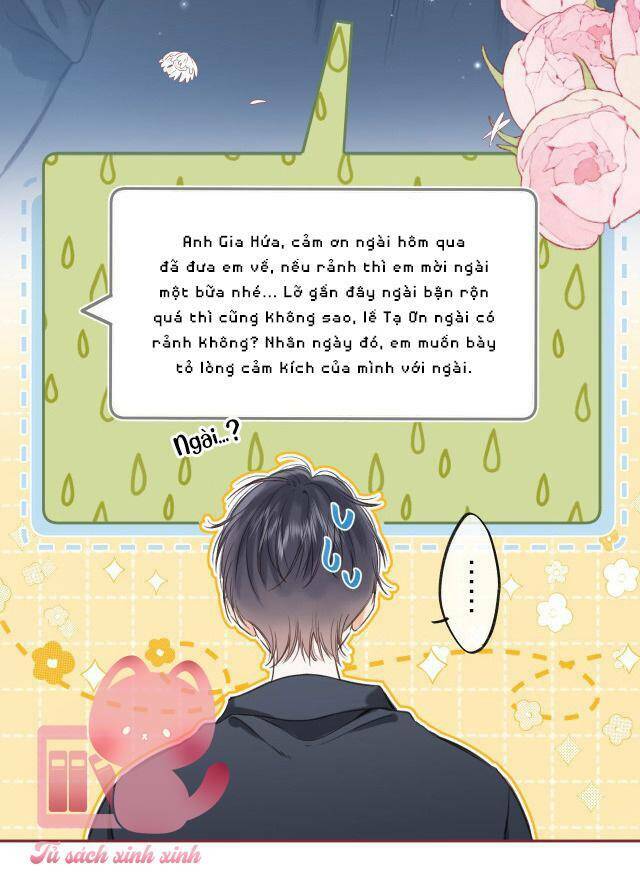 Anh Gia Hứa, cảm ơn ngài hôm qua
đã đưa em về, nếu rảnh thì em mời ngài
một bữa nhé... Lỡ gần đây ngài bận rộn
quá thì cũng không sao, lễ Tạ Ơn ngài có
rảnh không? Nhân ngày đó, em muốn bày
tỏ lòng cảm kích của mình với ngài.
Ngài...?
......
Tủ sách xinh xinh